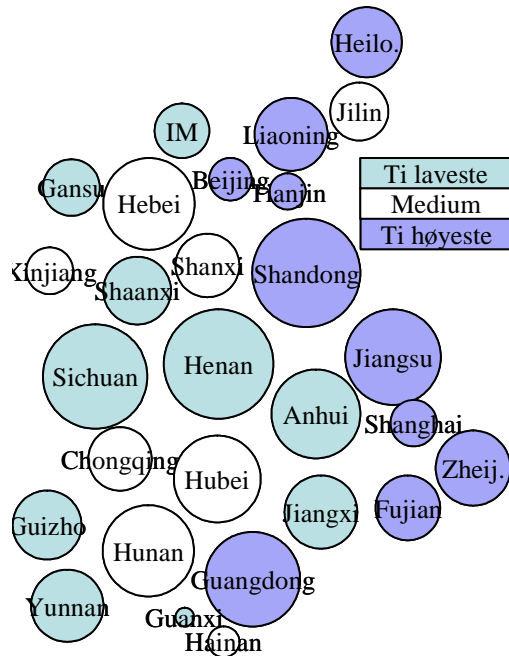 Heilo.
Jilin
IM
Liaoning
Ti laveste
Beijing
Gansu
Hanjin
Hebei
Medium
Ti høyeste
Xinjiang
Shanxi
Shandong
Shaanxi
Henan
Jiangsu
Sichuan
Anhui
Shanghai
Chongqing
Zheij.
Hubei
Guizho
Jiangxi
Fujian
Hunan
Guangdong
Yunnan
Guanxi
Hainan